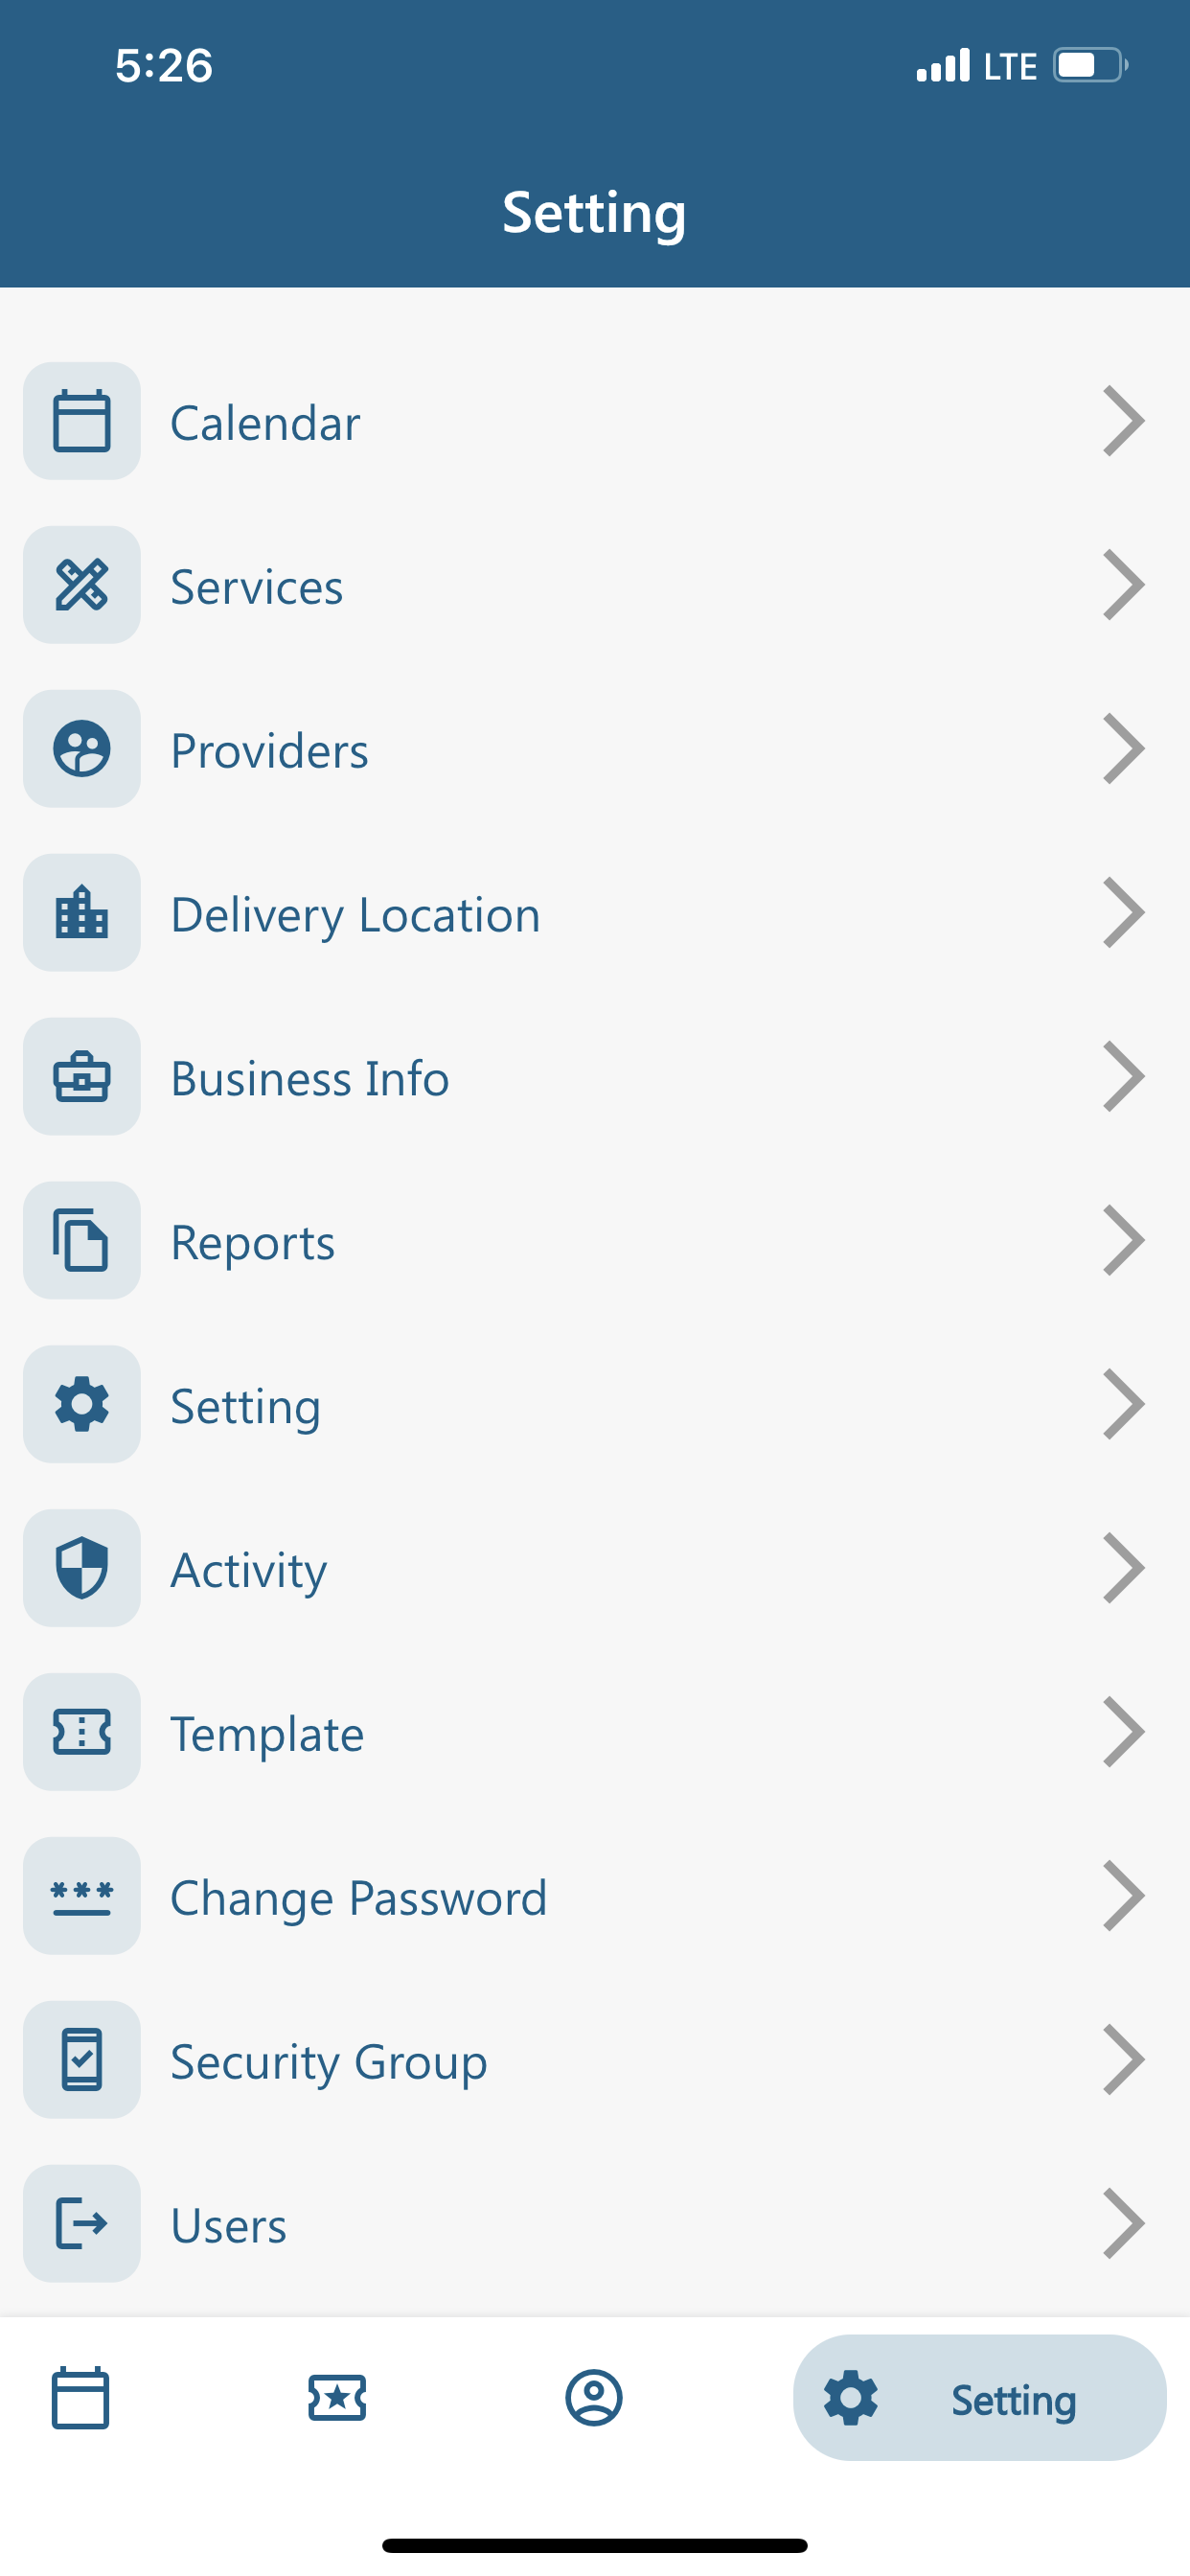 5:26
LTE
Setting
Calendar
Services
Providers
Delivery Location
Business Info
Reports
Setting
Activity
Template
Change Password
Security Group
Users
Setting